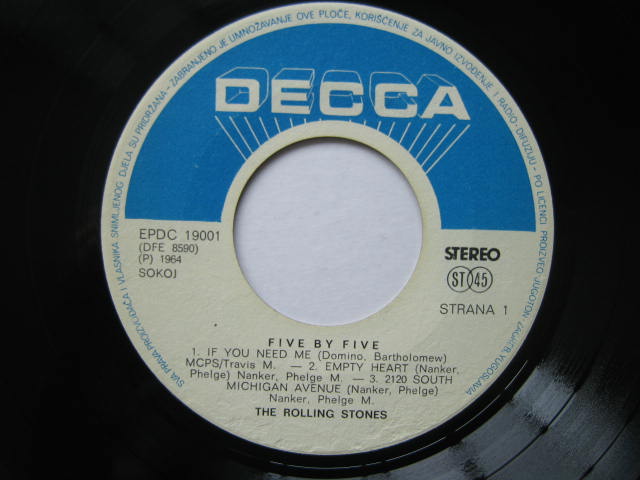 SVA PRAVA PROIZVOĐAČA I VLASNIKA SNIMLJENOG DJELA SU PRIDRŽANA - ZABRANJENO JE UMNOŽAVANJE OVE PLOČE, KORIŠĆENJE ZA JAVNO IZVOĐENJE I RADIO-DIFUZIJU - PO LICENCI PROIZVEO JUGOTON-ZAGREB, YUGOSLAVIA
DECCA
EPDC 19001
(DFE 8590)
(P) 1964
SOKOJ
STEREO
ST 45
STRANA 1
FIVE BY FIVE
1. IF YOU NEED ME (Domino, Bartholomew)
MCPS/Travis M. — 2. EMPTY HEART (Nanker,
Phelge) Nanker, Phelge M. — 3. 2120 SOUTH
MICHIGAN AVENUE (Nanker, Phelge)
Nanker, Phelge M.
THE ROLLING STONES